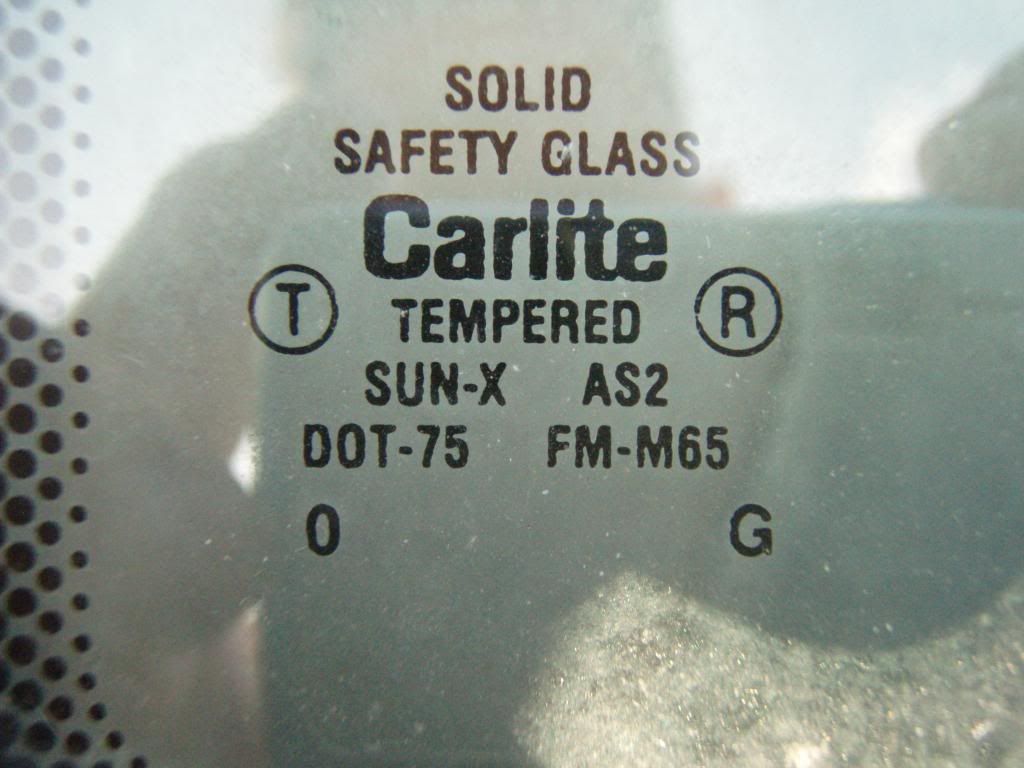 SOLID
SAFETY GLASS
Carlite
T TEMPERED R
SUN-X AS2
DOT-75 FM-M65
0 G